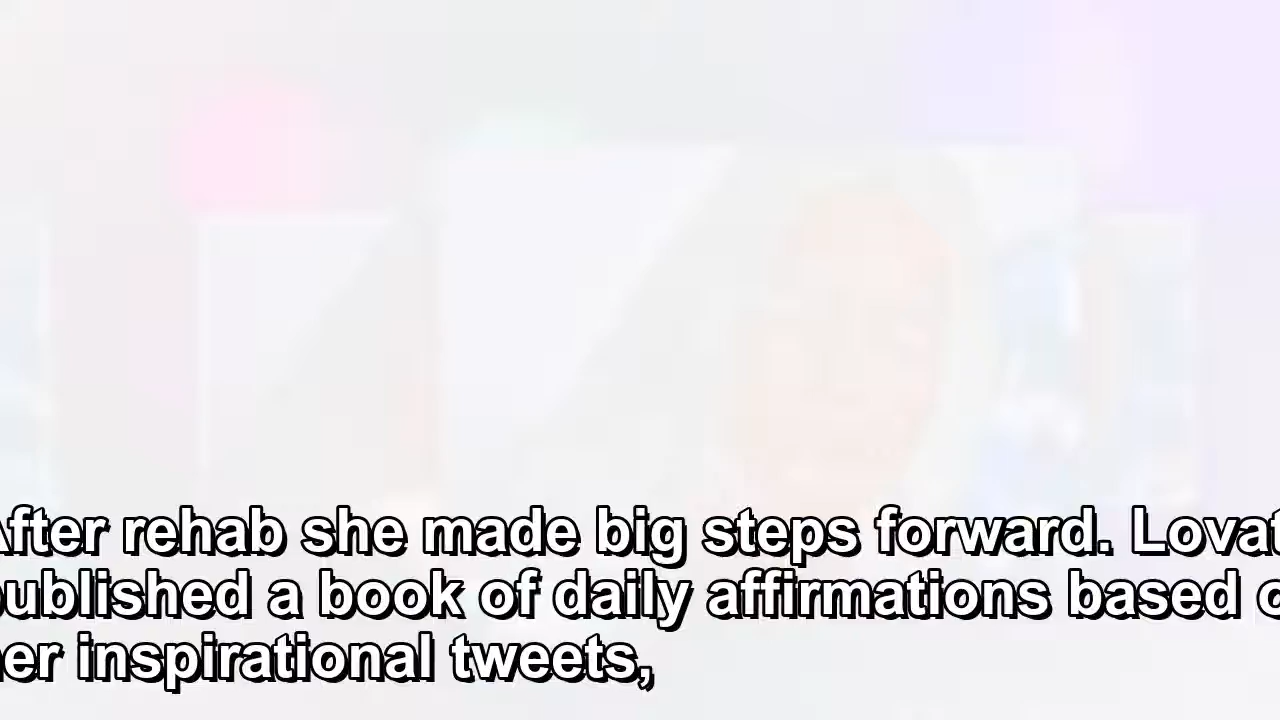 After rehab she made big steps forward. Lovat
published a book of daily affirmations based o
her inspirational tweets,